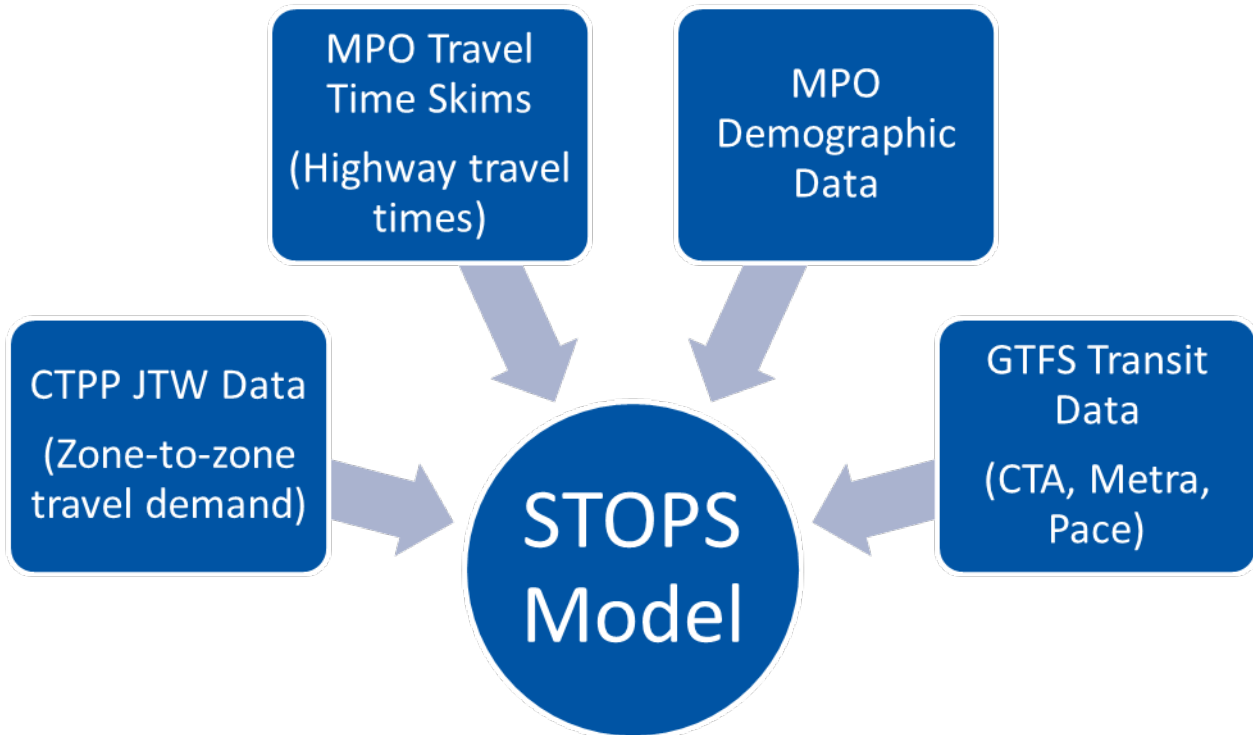 MPO Travel
Time Skims
(Highway travel
times)
MPO
Demographic
Data
CTPP JTW Data
(Zone-to-zone
travel demand)
GTFS Transit
Data
(CTA, Metra,
Pace)
STOPS
Model